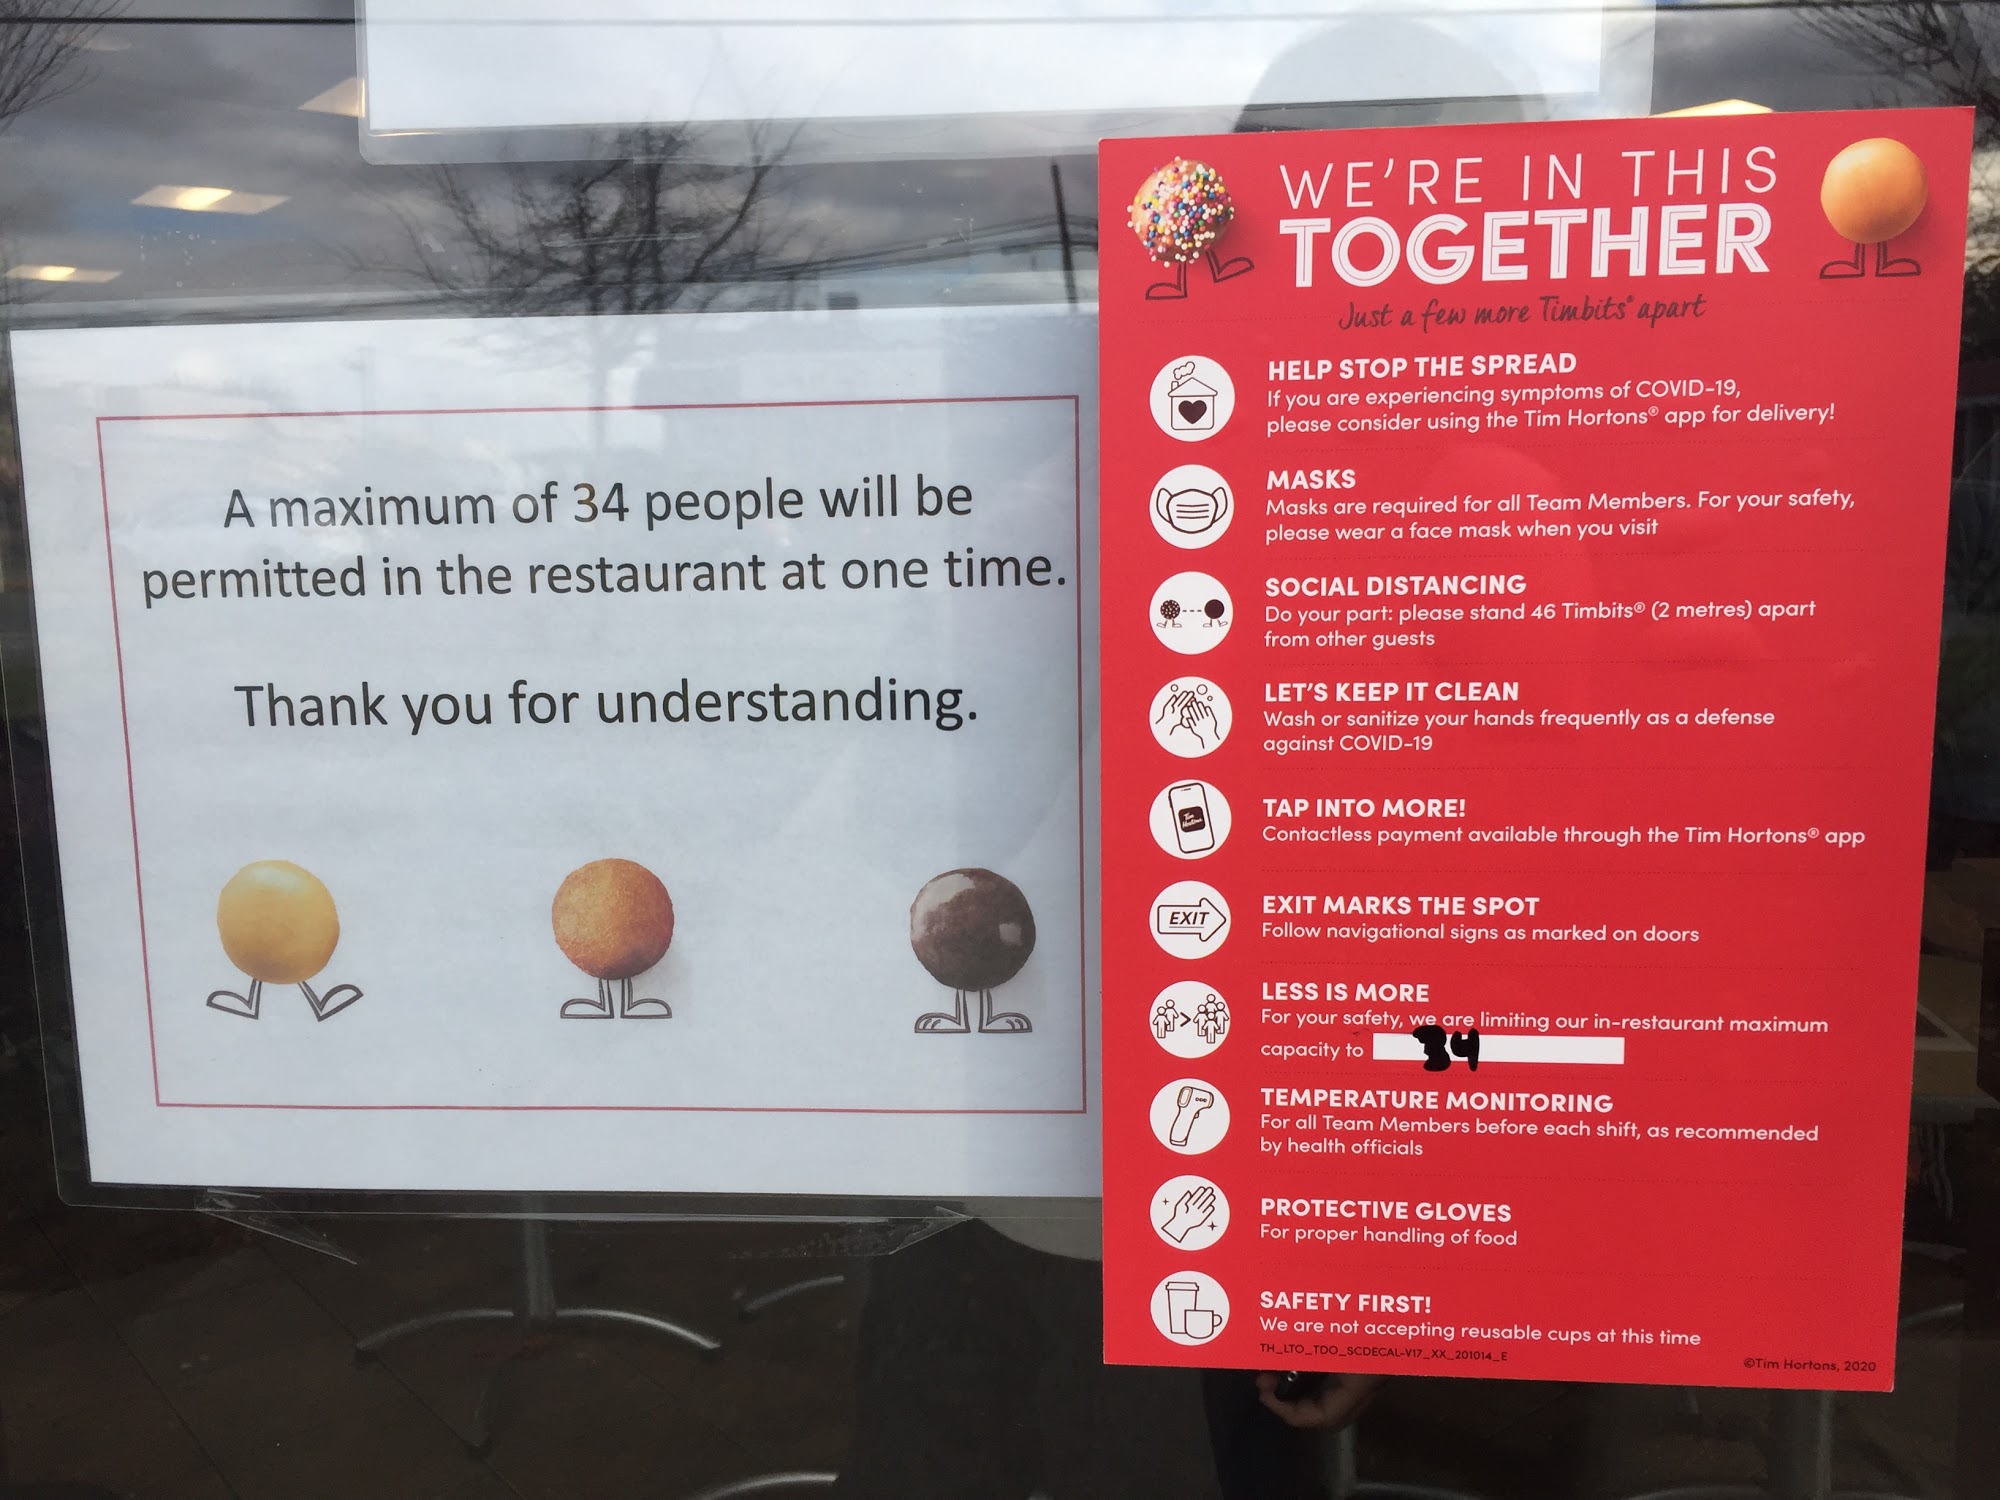 A maximum of 34 people will be
permitted in the restaurant at one time.
Thank you for understanding.
WE'RE IN THIS
TOGETHER
Just a few more Timbits® apart
HELP STOP THE SPREAD
If you are experiencing symptoms of COVID-19,
please consider using the Tim Hortons® app for delivery!
MASKS
Masks are required for all Team Members. For your safety,
please wear a face mask when you visit
SOCIAL DISTANCING
Do your part: please stand 46 Timbits® (2 metres) apart
from other guests
LET'S KEEP IT CLEAN
Wash or sanitize your hands frequently as a defense
against COVID-19
Tim
Hortons
TAP INTO MORE!
Contactless payment available through the Tim Hortons® app
EXIT
EXIT MARKS THE SPOT
Follow navigational signs as marked on doors
LESS IS MORE
For your safety, we are limiting our in-restaurant maximum
capacity to 34
TEMPERATURE MONITORING
For all Team Members before each shift, as recommended
by health officials
PROTECTIVE GLOVES
For proper handling of food
SAFETY FIRST!
We are not accepting reusable cups at this time
TH_LTO_TDO_SCDECAL-V17_XX_201014_E
©Tim Hortons, 2020